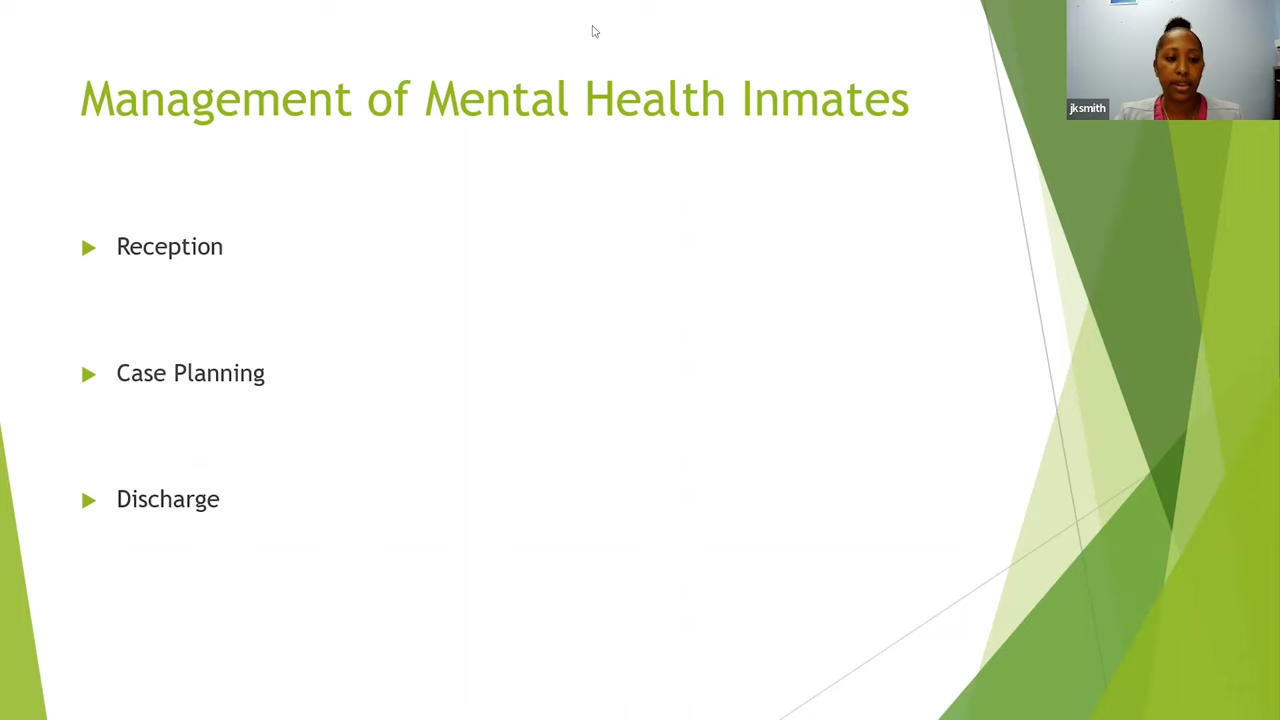 Management of Mental Health Inmates
jksmith
Reception
Case Planning
Discharge